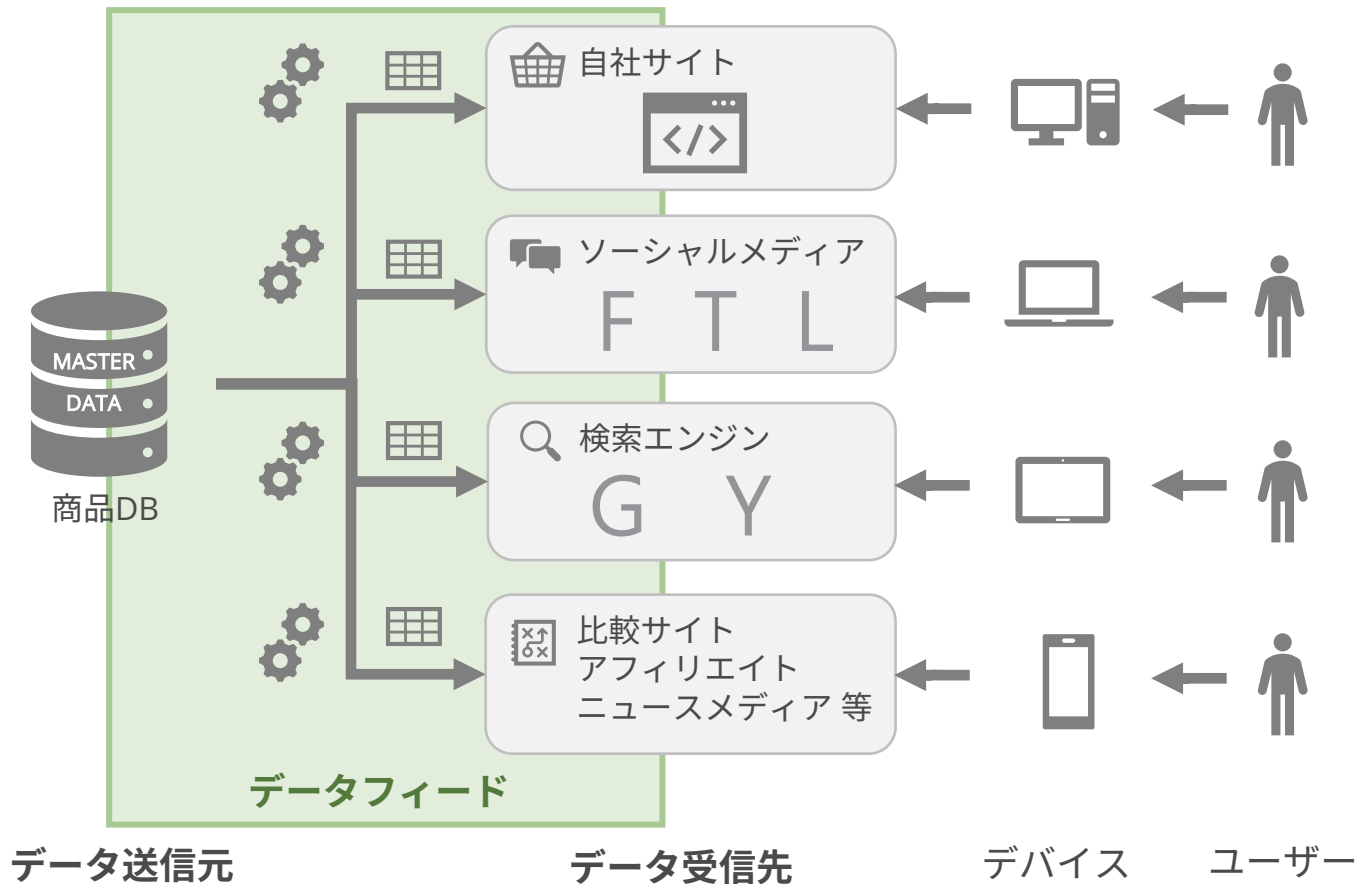 自社サイト
ソーシャルメディア
F T L
MASTER
DATA
商品DB
検索エンジン
G Y
比較サイト
アフィリエイト
ニュースメディア 等
データフィード
データ送信元
データ受信先
デバイス
ユーザー